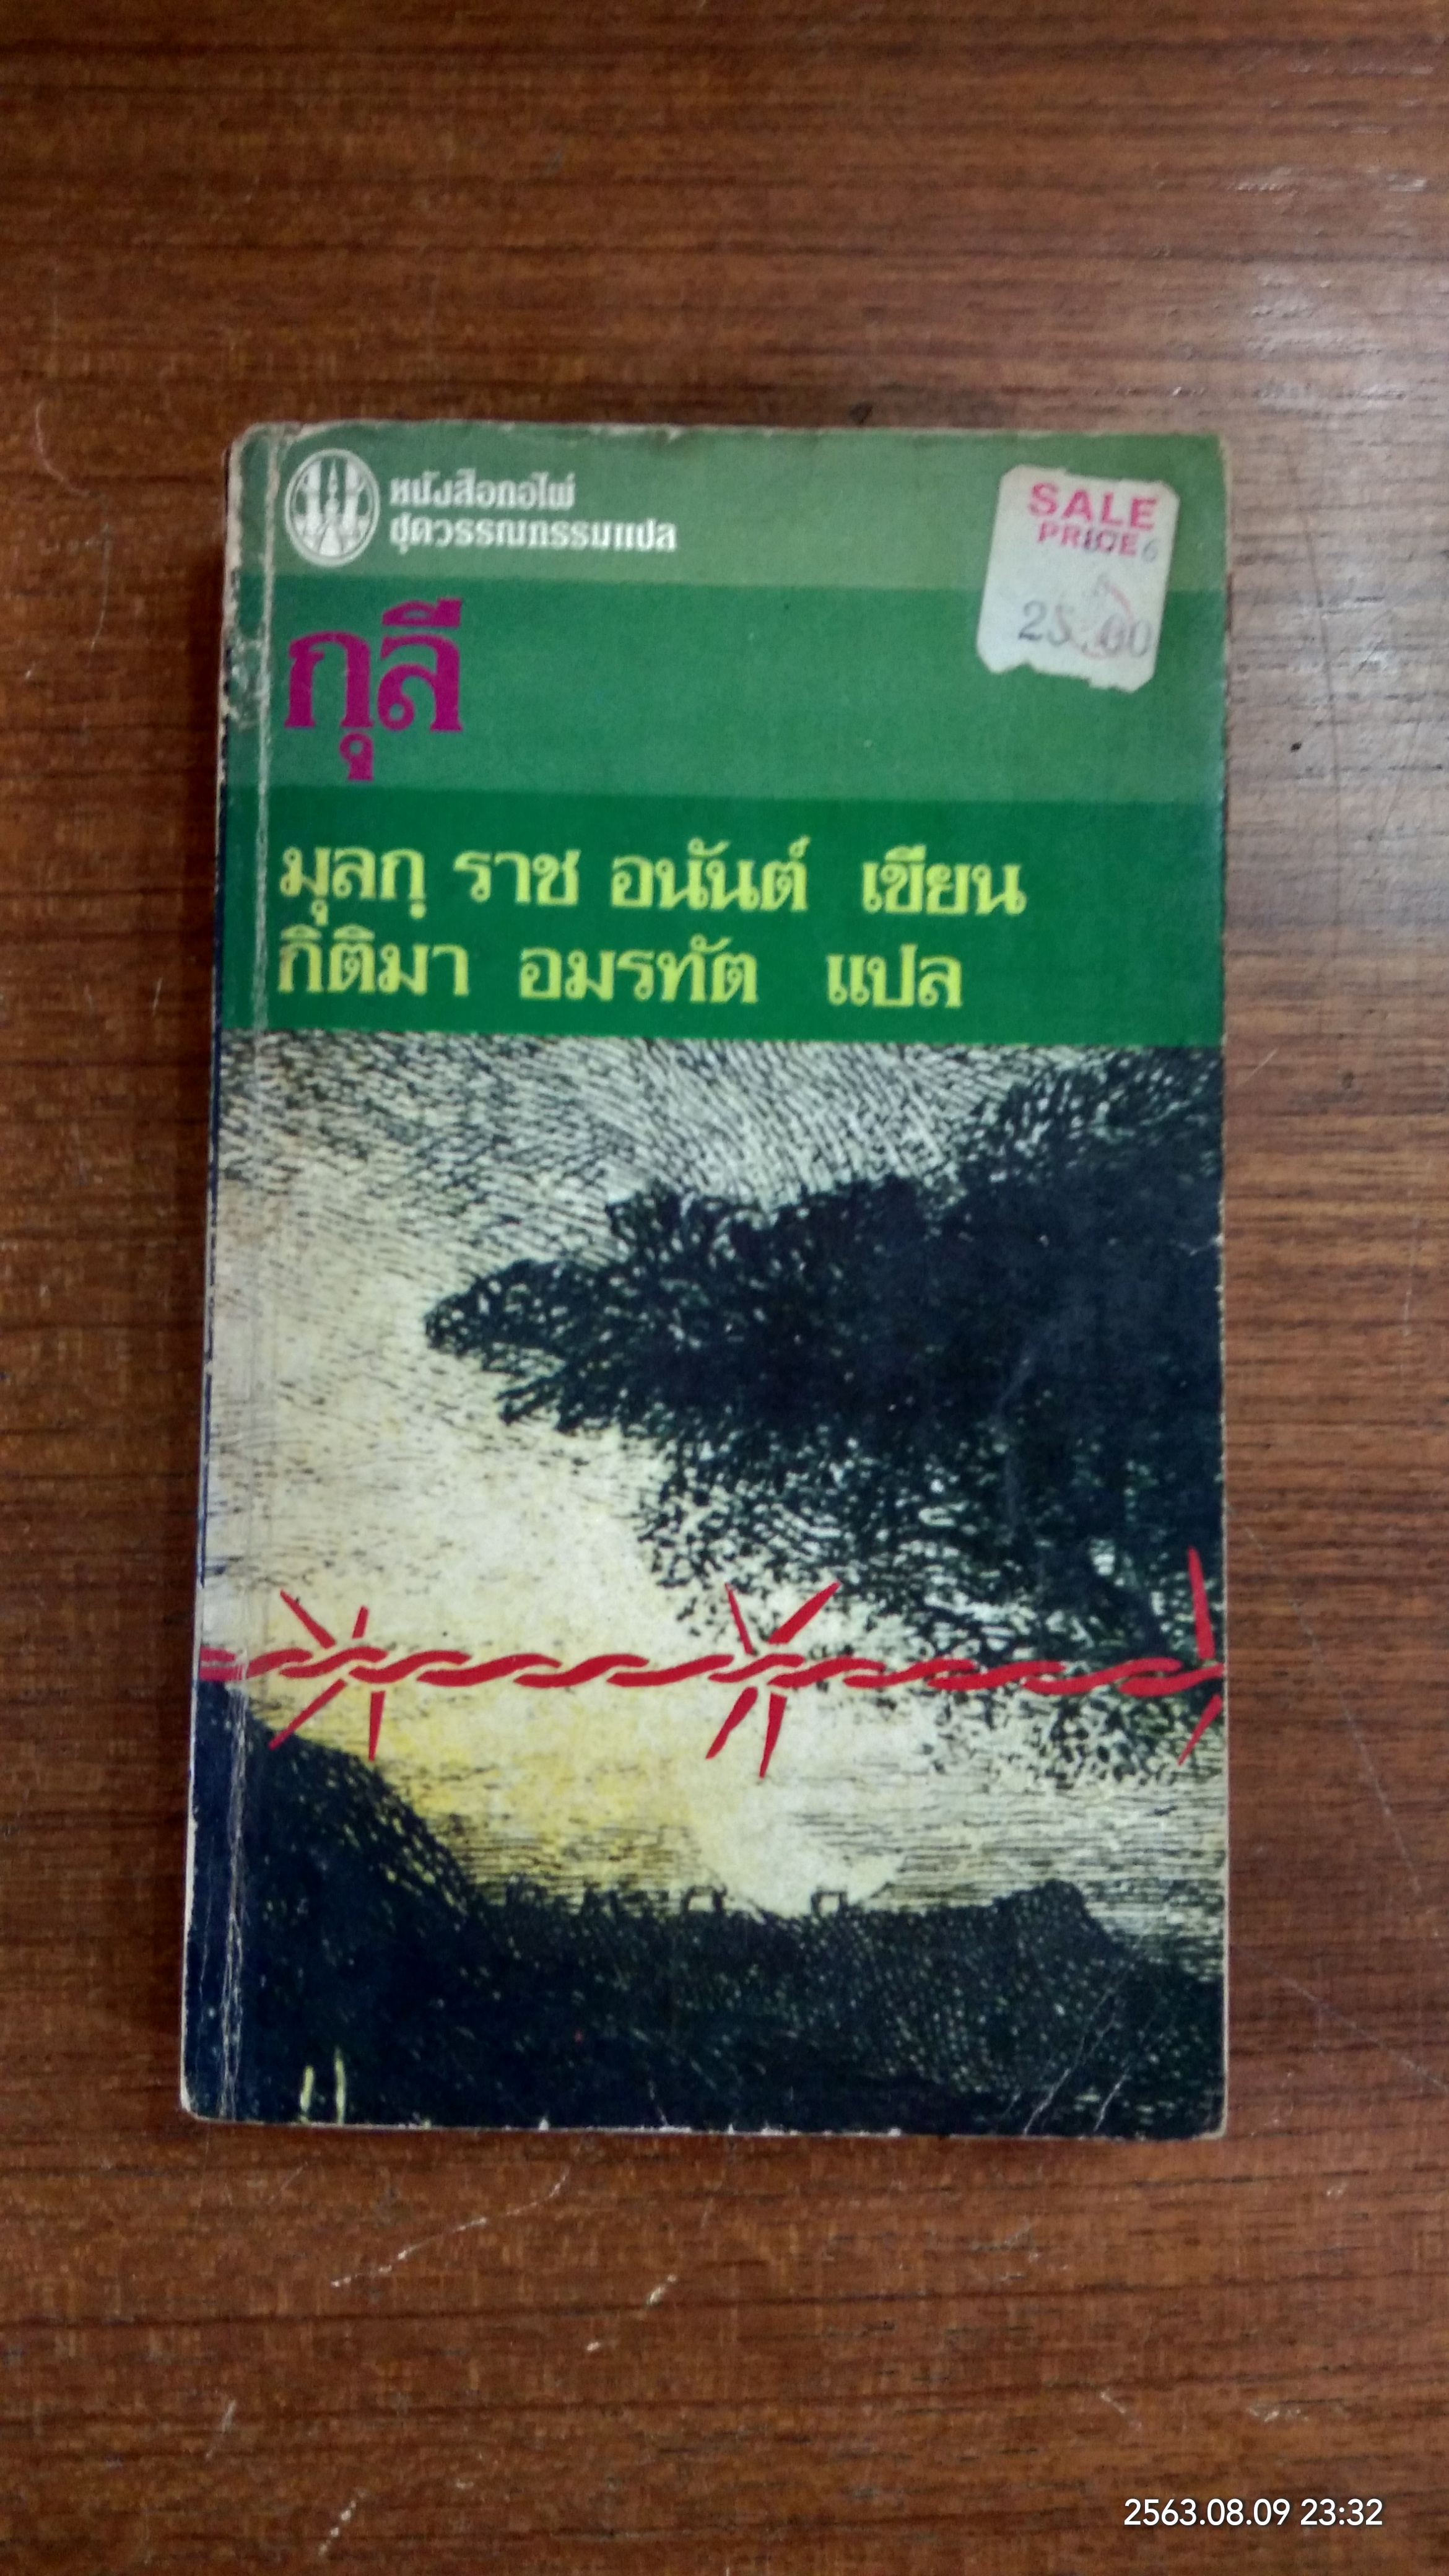 หนังสือกอไผ่
ชุดวรรณกรรมแปล
SALE
PRICE
25.00
กุลี
มุลกฺ ราช อนันต์ เขียน
กิติมา อมรทัต แปล
2563.08.09 23:32